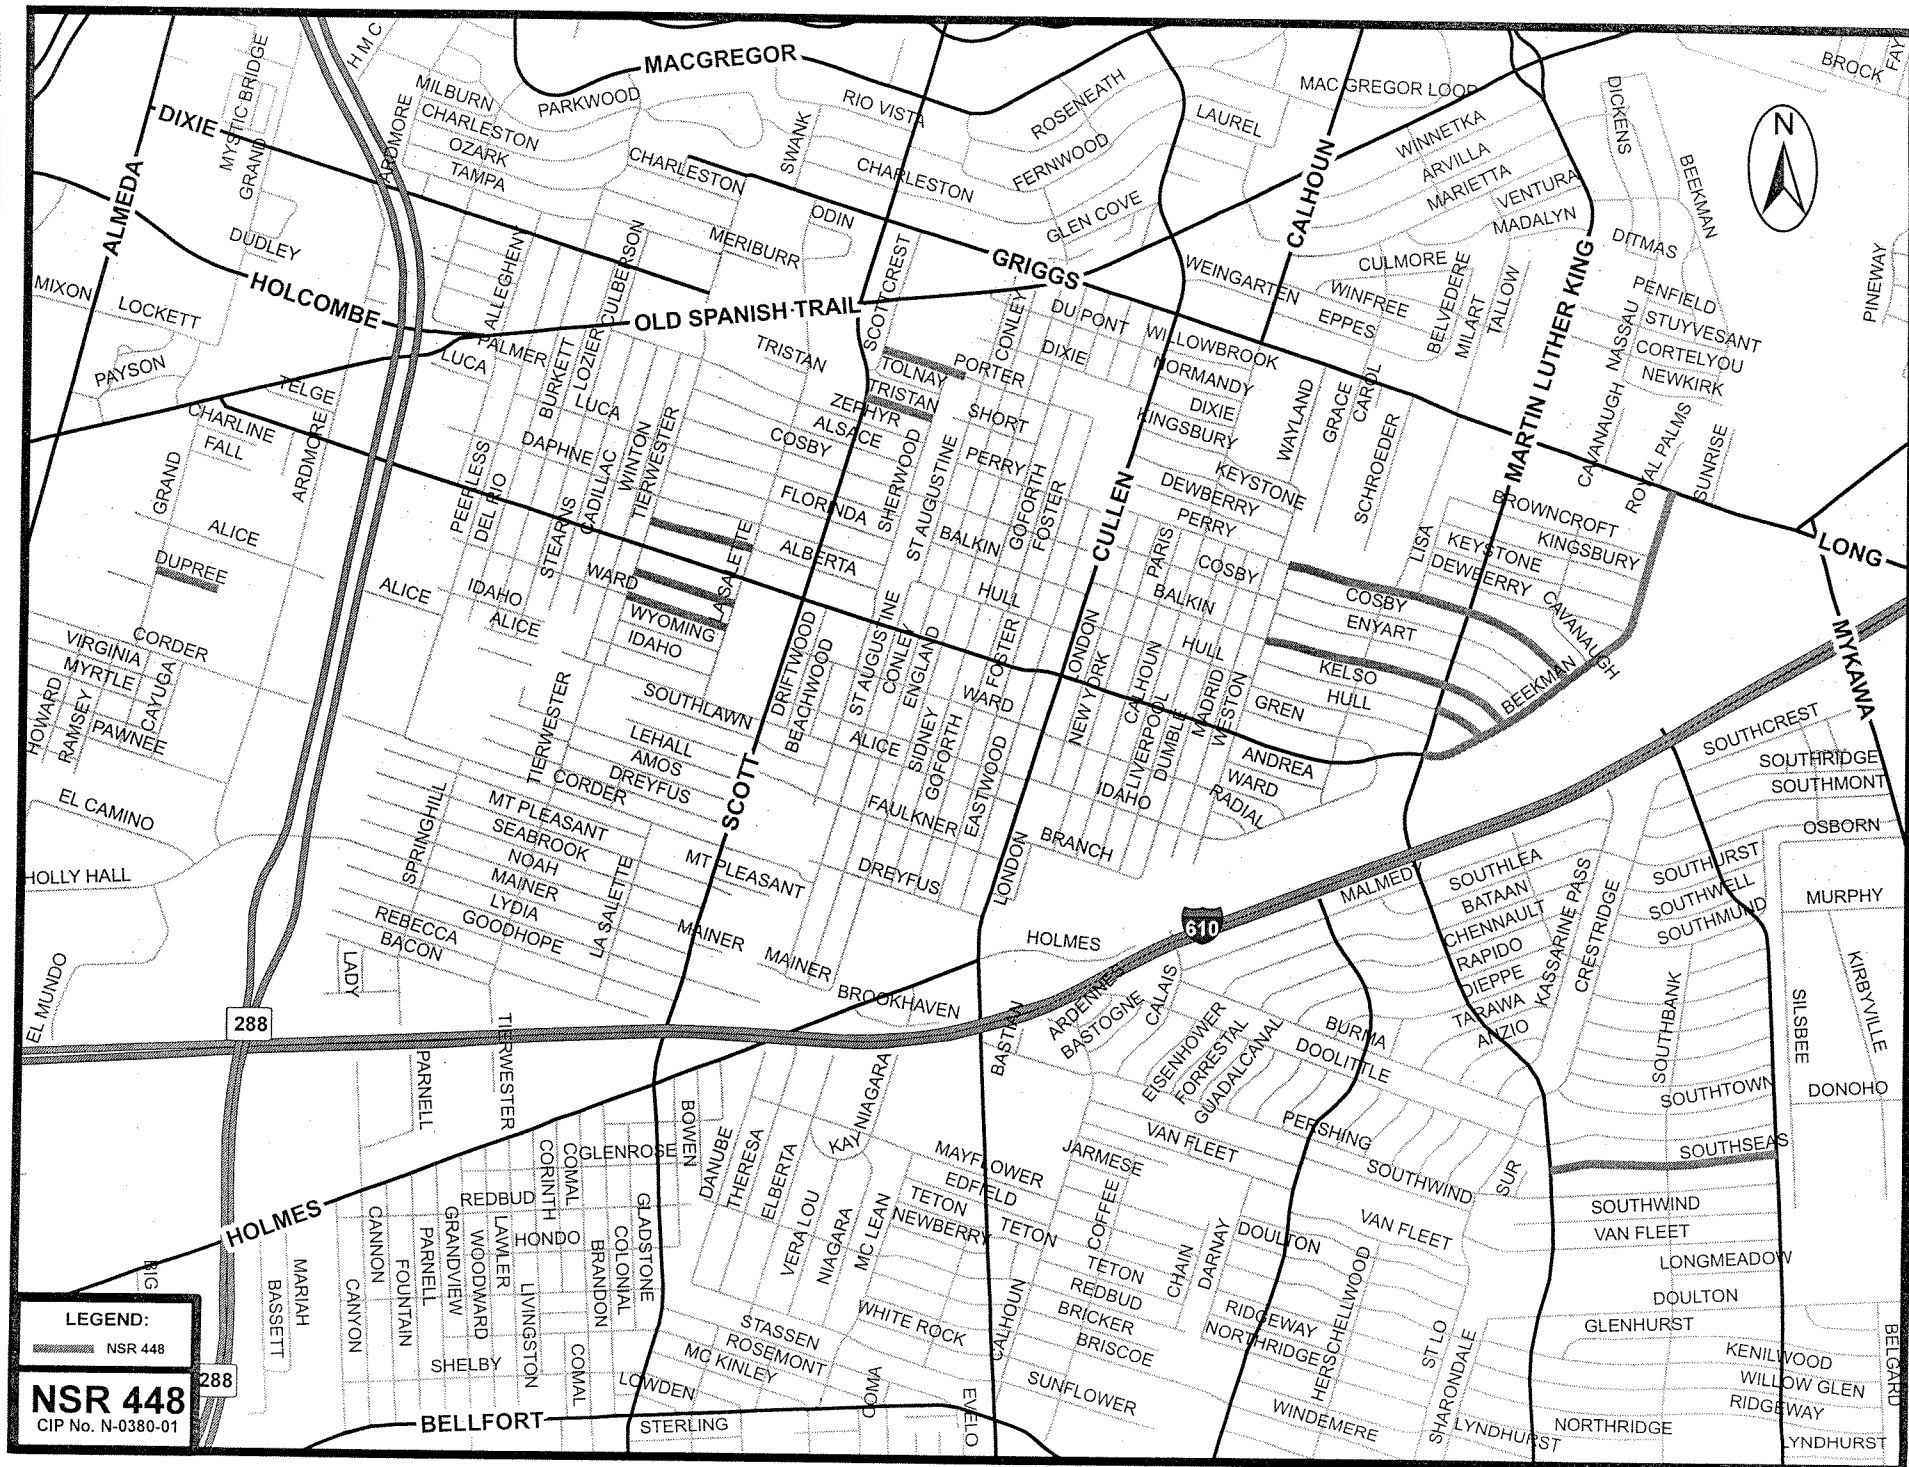 MACGREGOR
HMC
MYSTIC BRIDGE
GRAND
DIXIE
ARDMORE
MILBURN
CHARLESTON
OZARK
TAMPA
PARKWOOD
CHARLESTON
SWANK
RIO VISTA
CHARLESTON
ROSENEATH
FERNWOOD
GLEN COVE
LAUREL
MAC GREGOR LOOP
CALHOUN
WINNETKA
ARVILLA
MARIETTA
VENTURA
MADALYN
DICKENS
BEEKMAN
DITMAS
BROCK
FAY
N
ALMEDA
DUDLEY
HOLCOMBE
MIXON
LOCKETT
PAYSON
TELGE
CHARLINE
FALL
ARDMORE
GRAND
ALLEGHENY
CULBERSON
LOZIER
BURKETT
PALMER
LUCA
LUCA
OLD SPANISH TRAIL
MERIBURR
ODIN
SCOTTCREST
GRIGGS
CONLEY
DU PONT
DIXIE
WEINGARTEN
WINFREE
EPPES
CULMORE
BELVEDERE
MILART
TALLOW
MARTIN LUTHER KING
PENFIELD
STUYVESANT
CORTELYOU
NEWKIRK
NASSAU
CAVANAUGH
ROYAL PALMS
SUNRISE
PINEWAY
TRISTAN
TOLNAY
TRISTAN
PORTER
ZEPHYR
ALSACE
COSBY
SHORT
PERRY
WILLOWBROOK
NORMANDY
DIXIE
KINGSBURY
WAYLAND
GRACE
CAROL
SCHROEDER
KEYSTONE
DEWBERRY
PERRY
DAPHNE
PEERLESS
DEL RIO
STEARNS
CADILLAC
WINTON
TIERWESTER
FLORINDA
SHERWOOD
ST AUGUSTINE
GOFORTH
FOSTER
BALKIN
CULLEN
LISA
BROWNCROFT
KINGSBURY
KEYSTONE
DEWBERRY
CAVANAUGH
LONG
MYKAWA
ALICE
DUPREE
ALICE
IDAHO
ALICE
WARD
WYOMING
IDAHO
LA SALETTE
ALBERTA
HULL
PARIS
COSBY
BALKIN
HULL
COSBY
ENYART
KELSO
HULL
GREN
BEEKMAN
CORDER
VIRGINIA
MYRTLE
CAYUGA
PAWNEE
HOWARD
RAMSEY
SOUTHLAWN
DRIFTWOOD
BEACHWOOD
ST AUGUSTINE
CONLEY
ENGLAND
FOSTER
WARD
LONDON
NEW YORK
CALHOUN
LIVERPOOL
DUMBLE
MADRID
WESTON
ANDREA
WARD
RADIAL
IDAHO
ALICE
SIDNEY
GOFORTH
EASTWOOD
TIERWESTER
LEHALL
AMOS
DREYFUS
CORDER
SCOTT
FAULKNER
BRANCH
LONDON
DREYFUS
EL CAMINO
HOLLY HALL
EL MUNDO
SPRINGHILL
MT PLEASANT
SEABROOK
NOAH
MAINER
LYDIA
GOODHOPE
REBECCA
BACON
LA SALETTE
LADY
MT PLEASANT
MAINER
MAINER
BROOKHAVEN
HOLMES
610
MALMEDY
SOUTHCREST
SOUTHRIDGE
SOUTHMONT
OSBORN
SOUTHURST
SOUTHWELL
SOUTHMUND
SOUTHLEA
BATAAN
CHENNAULT
RAPIDO
DIEPPE
TARAWA
ANZIO
KASSARINE PASS
CRESTRIDGE
SOUTHBANK
MURPHY
KIRBYVILLE
SILSBEE
DONOHO
288
PARNELL
TIERWESTER
BASTIAN
ARDENNES
BASTOGNE
CALAIS
EISENHOWER
FORRESTAL
GUADALCANAL
BURMA
DOOLITTLE
PERSHING
VAN FLEET
SOUTHWIND
SUR
SOUTHTOWN
SOUTHSEAS
SOUTHWIND
VAN FLEET
LONGMEADOW
DOULTON
GLENHURST
KENILWOOD
WILLOW GLEN
RIDGEWAY
NORTHRIDGE
LYNDHURST
BELGARD
BOWEN
DANUBE
THERESA
ELBERTA
KAY
NIAGARA
VERA LOU
NIAGARA
MC LEAN
MAYFLOWER
EDFIELD
TETON
NEWBERRY
TETON
JARMESE
COFFEE
TETON
REDBUD
BRICKER
BRISCOE
CHAIN
DARNAY
DOULTON
VAN FLEET
RIDGEWAY
NORTHRIDGE
HERSCHELLWOOD
ST LO
SHARONDALE
LYNDHURST
WINDEMERE
SUNFLOWER
CALHOUN
WHITE ROCK
STASSEN
ROSEMONT
MC KINLEY
LOWDEN
STERLING
COMA
EVELO
BELLFORT
HOLMES
GLENROSE
CORINTH
COMAL
REDBUD
HONDO
GLADSTONE
COLONIAL
BRANDON
LAWLER
WOODWARD
GRANDVIEW
PARNELL
FOUNTAIN
CANNON
CANYON
LIVINGSTON
COMAL
SHELBY
MARIAH
BASSETT
BIG
288
LEGEND:
NSR 448
NSR 448
CIP No. N-0380-01